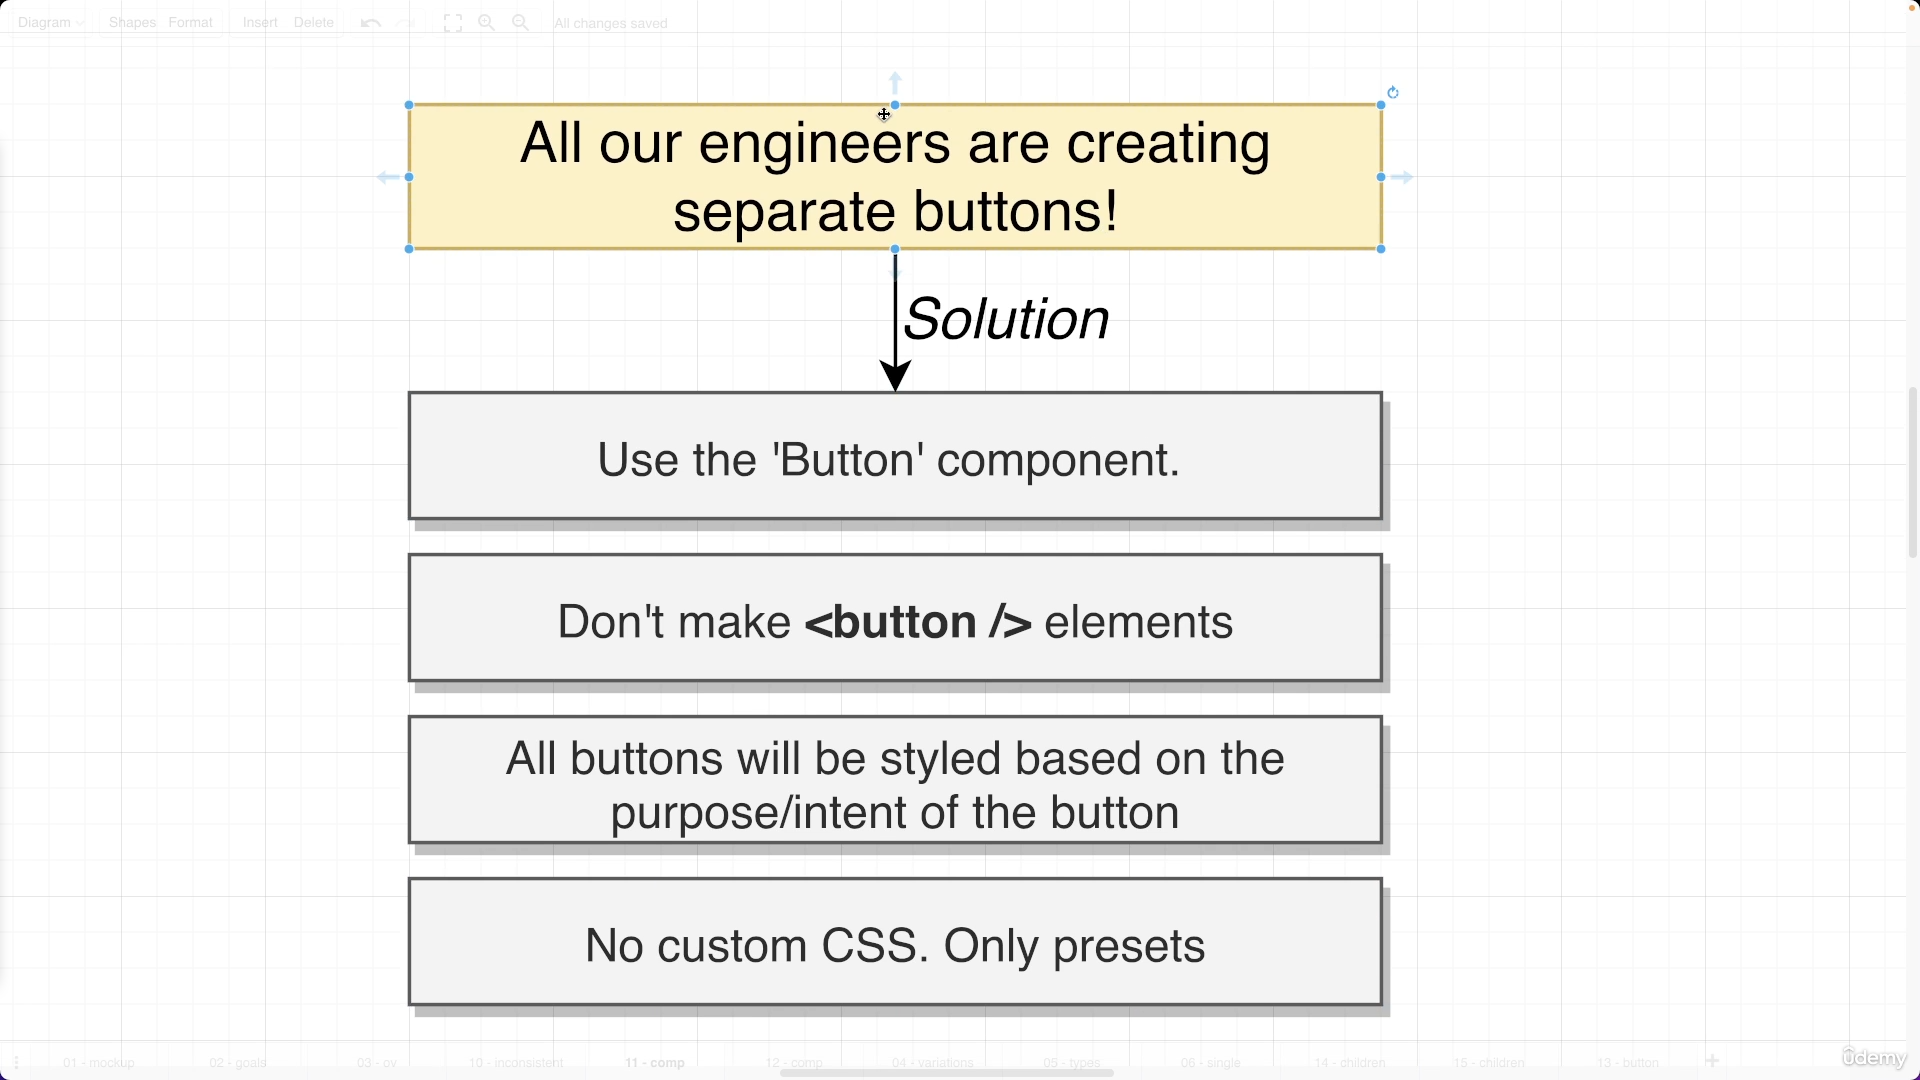 Diagram Shapes Format Insert Delete All changes saved
All our engineers are creating
separate buttons!
Solution
Use the 'Button' component.
Don't make <button /> elements
All buttons will be styled based on the
purpose/intent of the button
No custom CSS. Only presets
01 - mockup 02 - goals 03 - ov 10 - inconsistent 11 - comp 12 - comp 04 - variations 05 - types 06 - single 14 - children 15 - children 13 - button
ûdemy